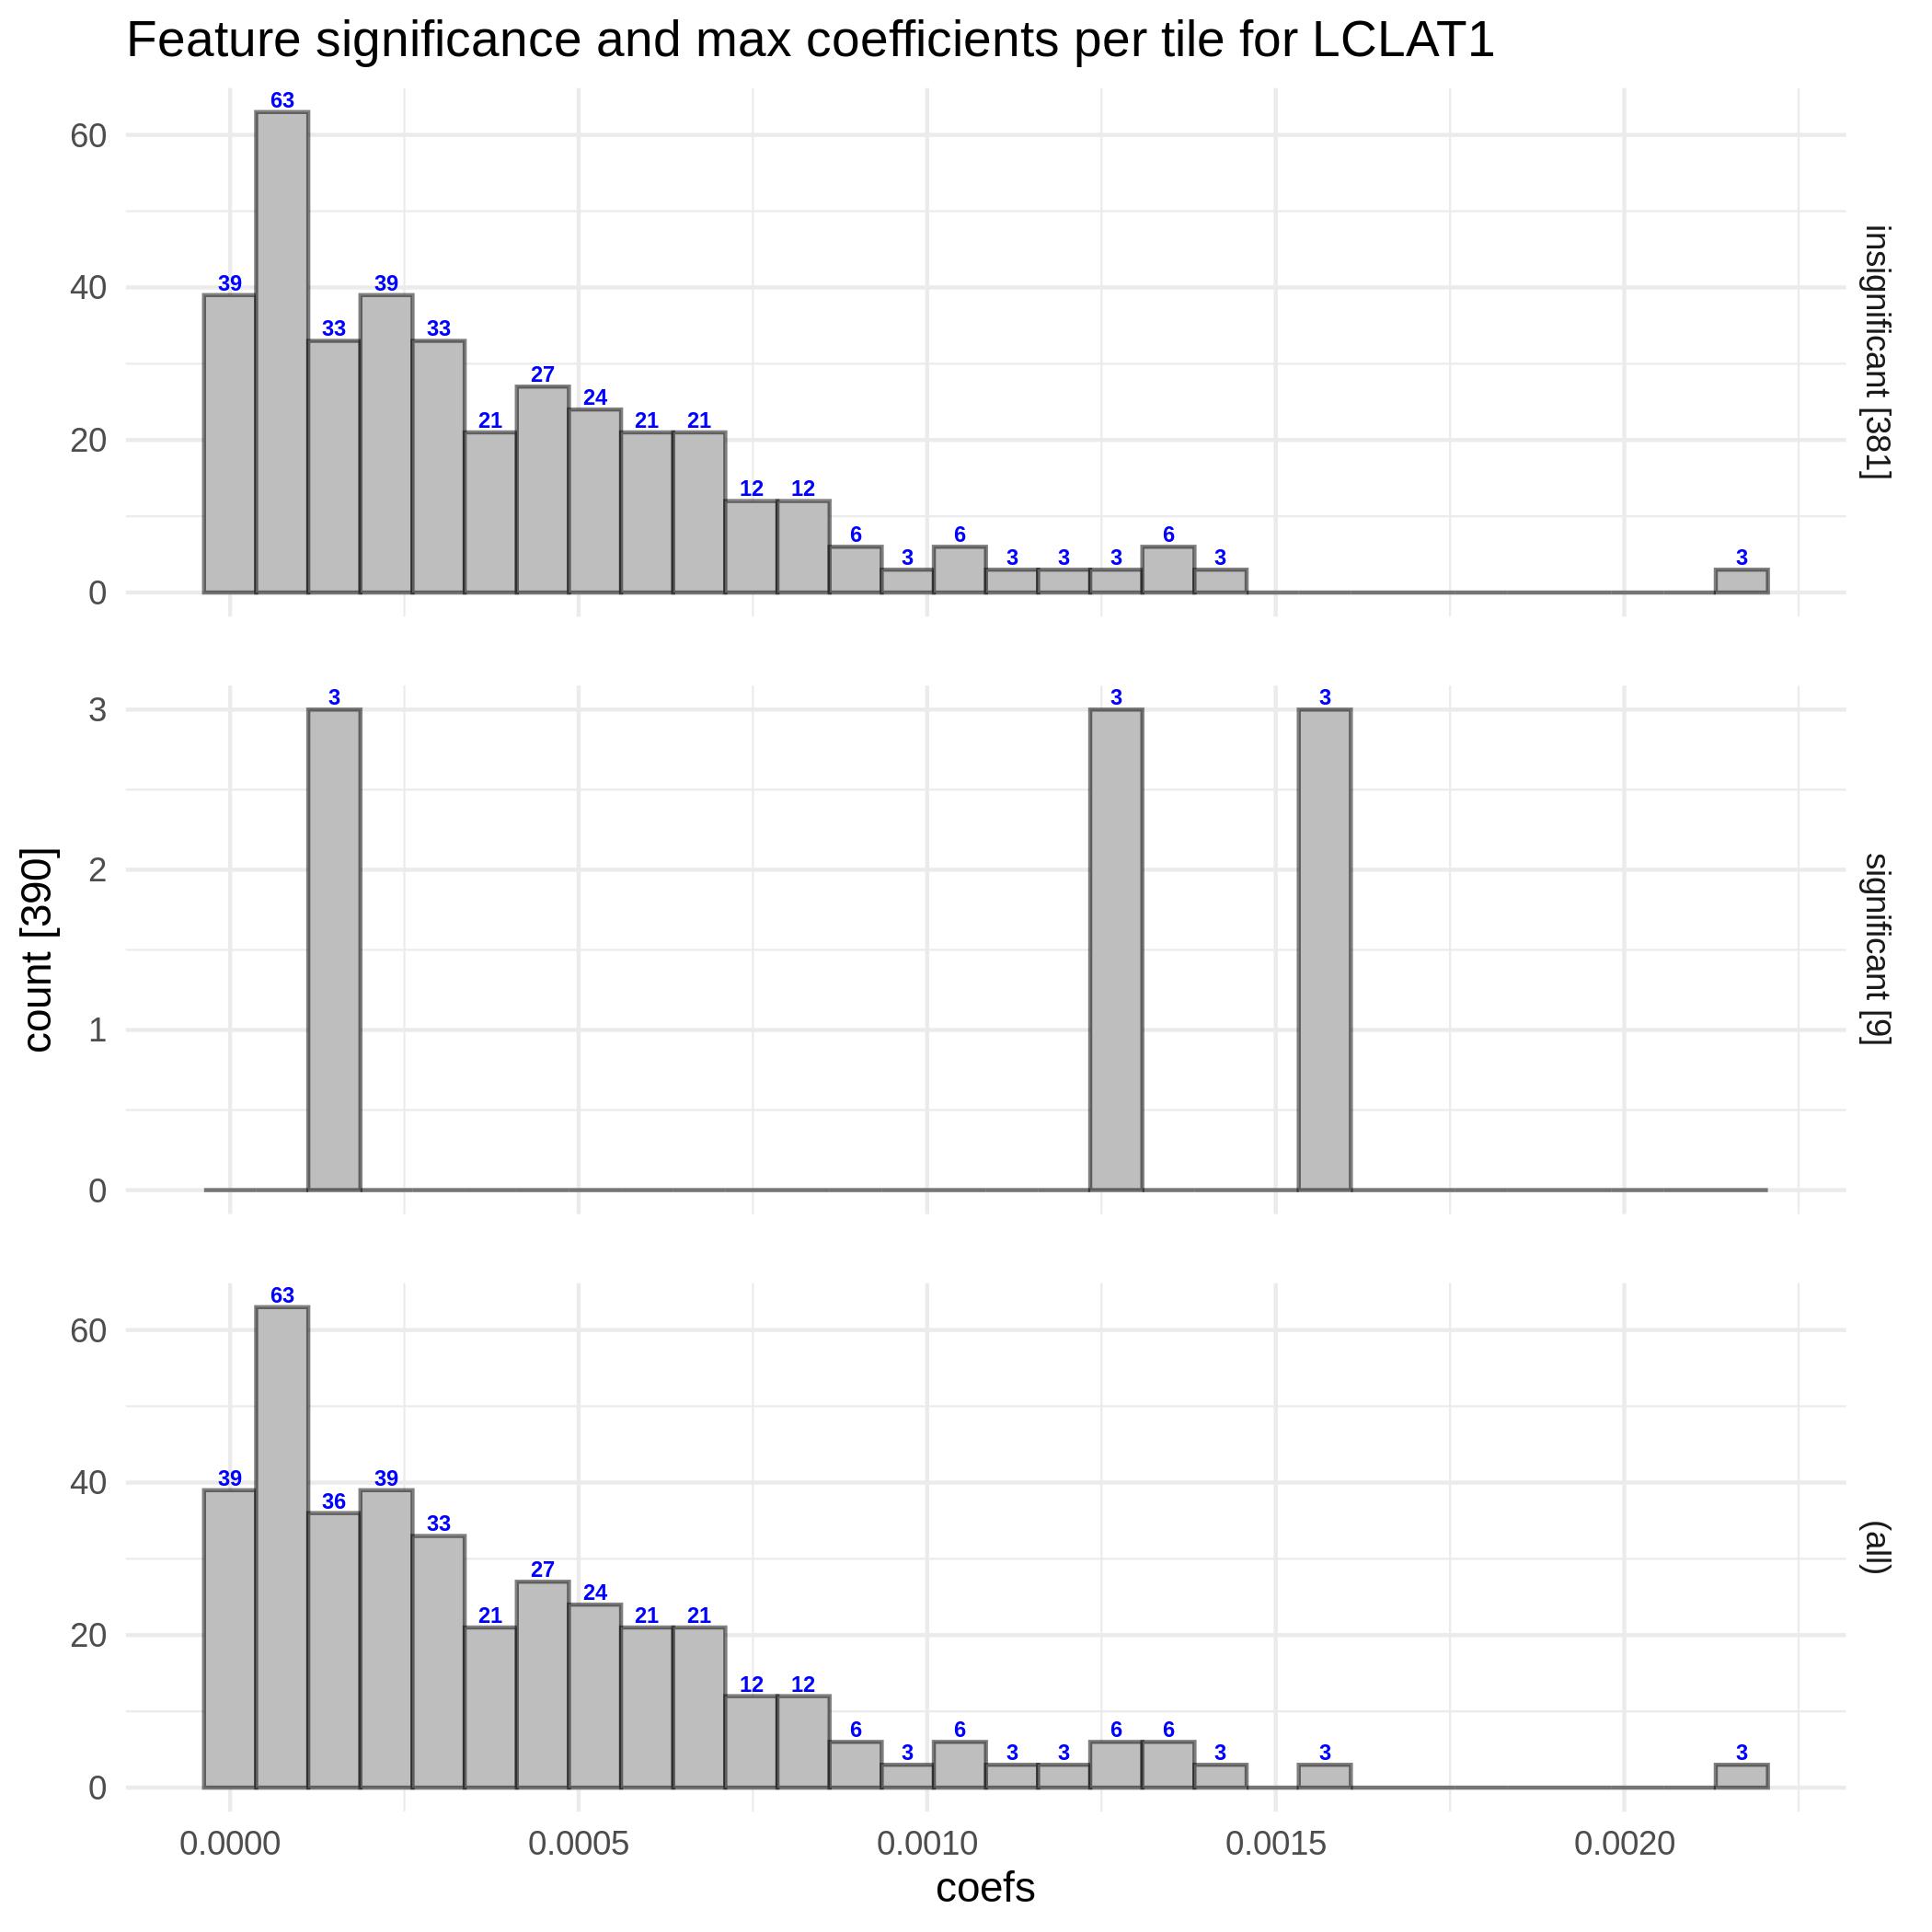 Feature significance and max coefficients per tile for LCLAT1
63
60
39 39
40
33 33
27
24
21 21 21
20
12 12
6 3 6 3 3 3 6 3 3
0
insignificant [381]
3 3 3
3
2
1
0
significant [9]
count [390]
63
60
39 36 39
40
33
27
24
21 21 21
20
12 12
6 3 6 3 3 6 6 3 3 3
0
(all)
0.0000 0.0005 0.0010 0.0015 0.0020
coefs